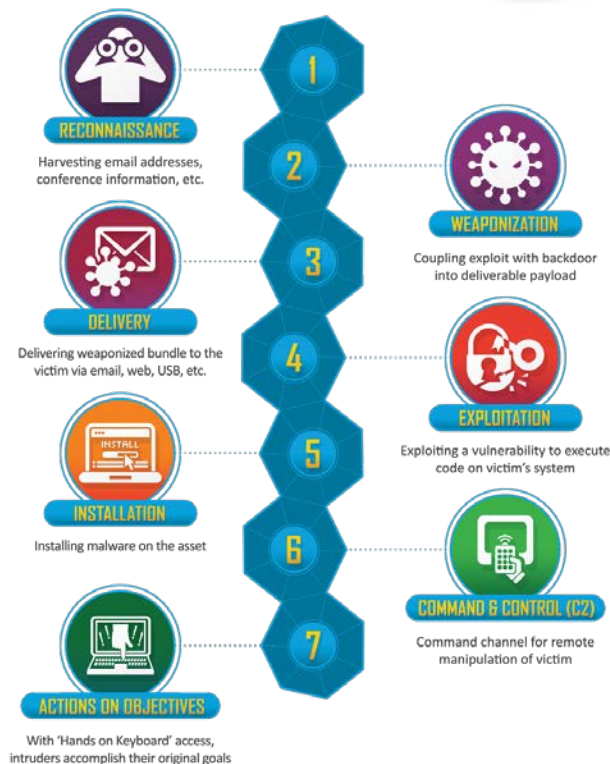 1
RECONNAISSANCE
Harvesting email addresses,
conference information, etc.
2
WEAPONIZATION
Coupling exploit with backdoor
into deliverable payload
3
DELIVERY
Delivering weaponized bundle to the
victim via email, web, USB, etc.
4
EXPLOITATION
Exploiting a vulnerability to execute
code on victim's system
5
INSTALL
INSTALLATION
Installing malware on the asset
6
COMMAND & CONTROL (C2)
Command channel for remote
manipulation of victim
7
ACTIONS ON OBJECTIVES
With 'Hands on Keyboard' access,
intruders accomplish their original goals